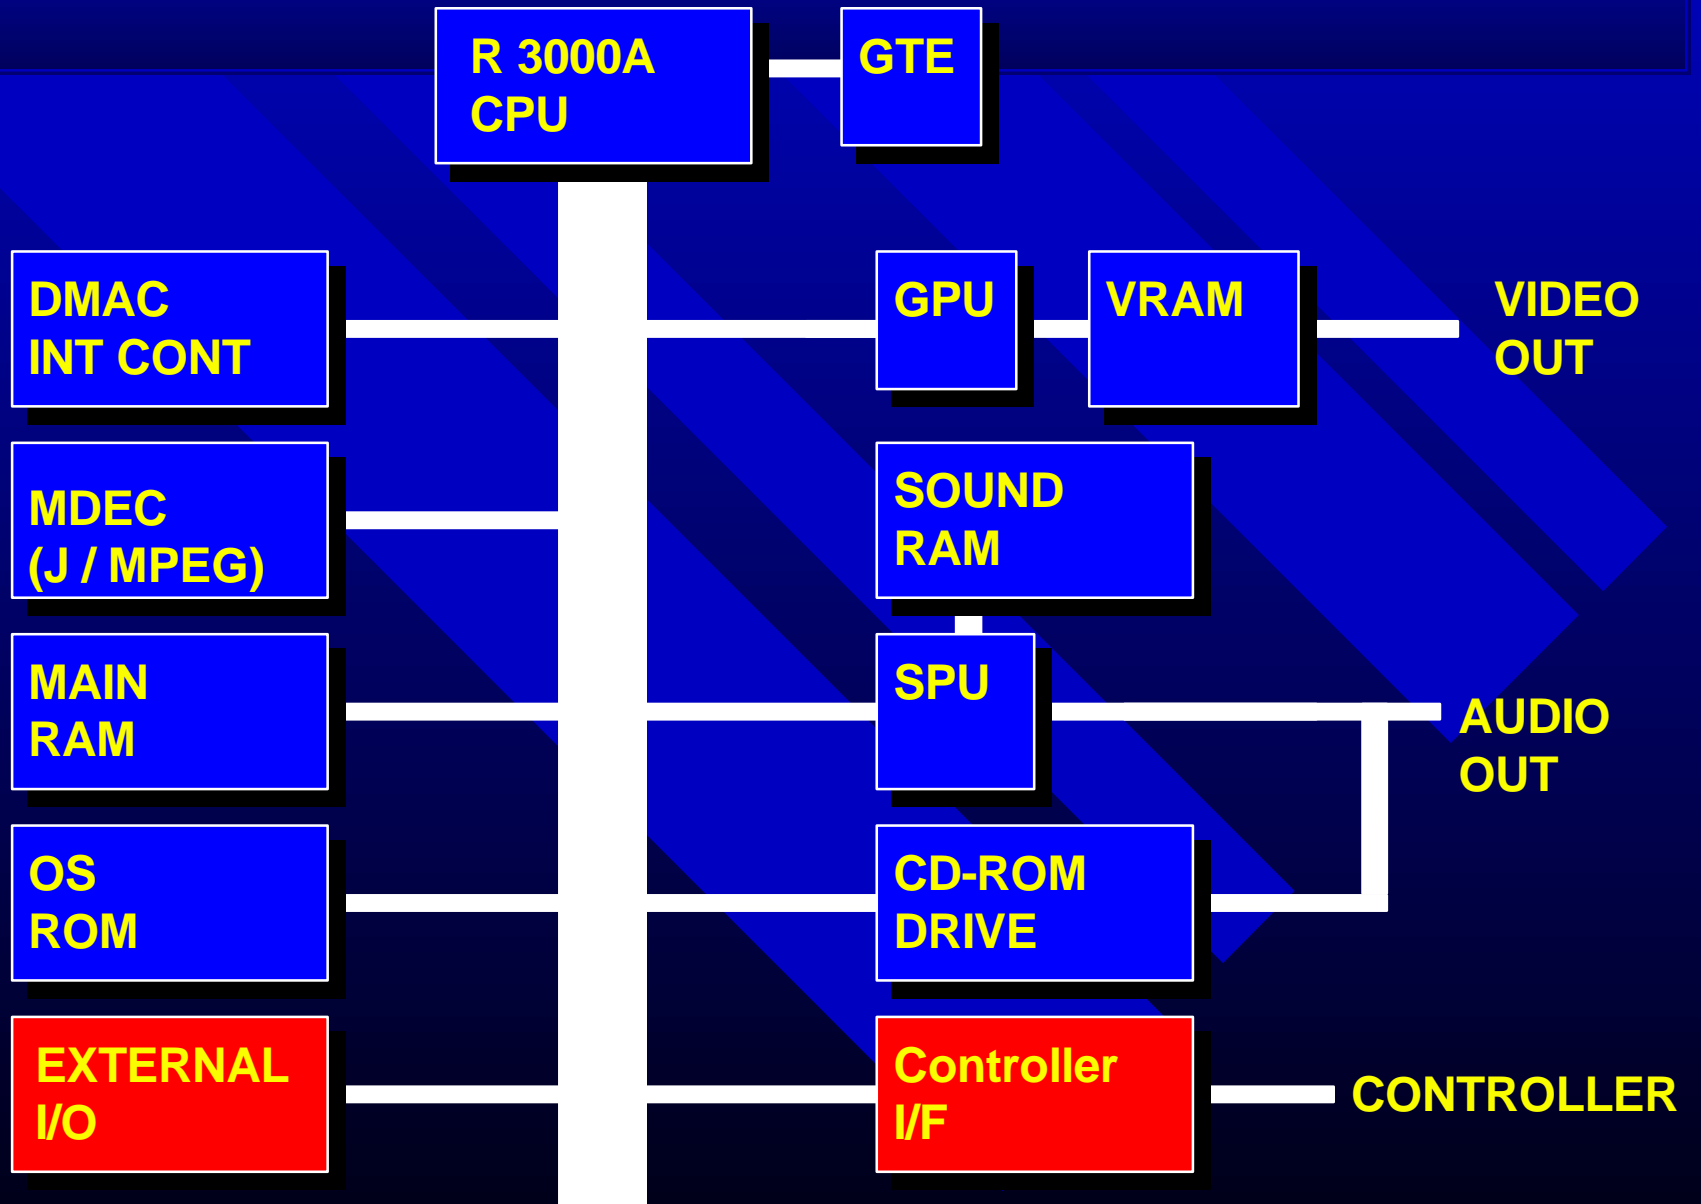 R 3000A
CPU
GTE
DMAC
INT CONT
GPU
VRAM
VIDEO
OUT
MDEC
(J / MPEG)
SOUND
RAM
MAIN
RAM
SPU
AUDIO
OUT
OS
ROM
CD-ROM
DRIVE
EXTERNAL
I/O
Controller
I/F
CONTROLLER